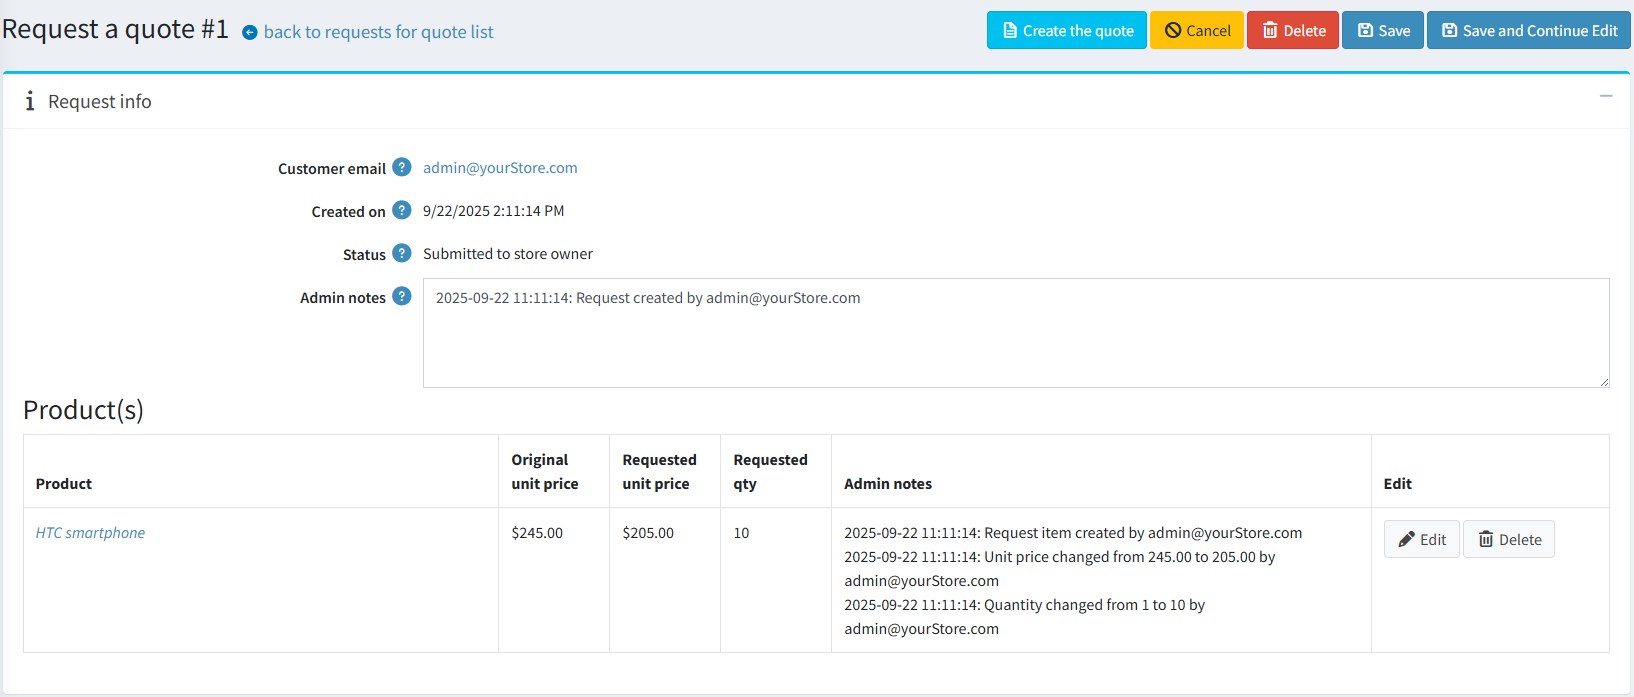 Request a quote #1 back to requests for quote list Create the quote Cancel Delete Save Save and Continue Edit
i Request info
Customer email ? admin@yourStore.com
Created on ? 9/22/2025 2:11:14 PM
Status ? Submitted to store owner
Admin notes ? 2025-09-22 11:11:14: Request created by admin@yourStore.com
Product(s)
Product
Original
unit price
Requested
unit price
Requested
qty
Admin notes
Edit
HTC smartphone
$245.00
$205.00
10
2025-09-22 11:11:14: Request item created by admin@yourStore.com
2025-09-22 11:11:14: Unit price changed from 245.00 to 205.00 by
admin@yourStore.com
2025-09-22 11:11:14: Quantity changed from 1 to 10 by
admin@yourStore.com
Edit Delete